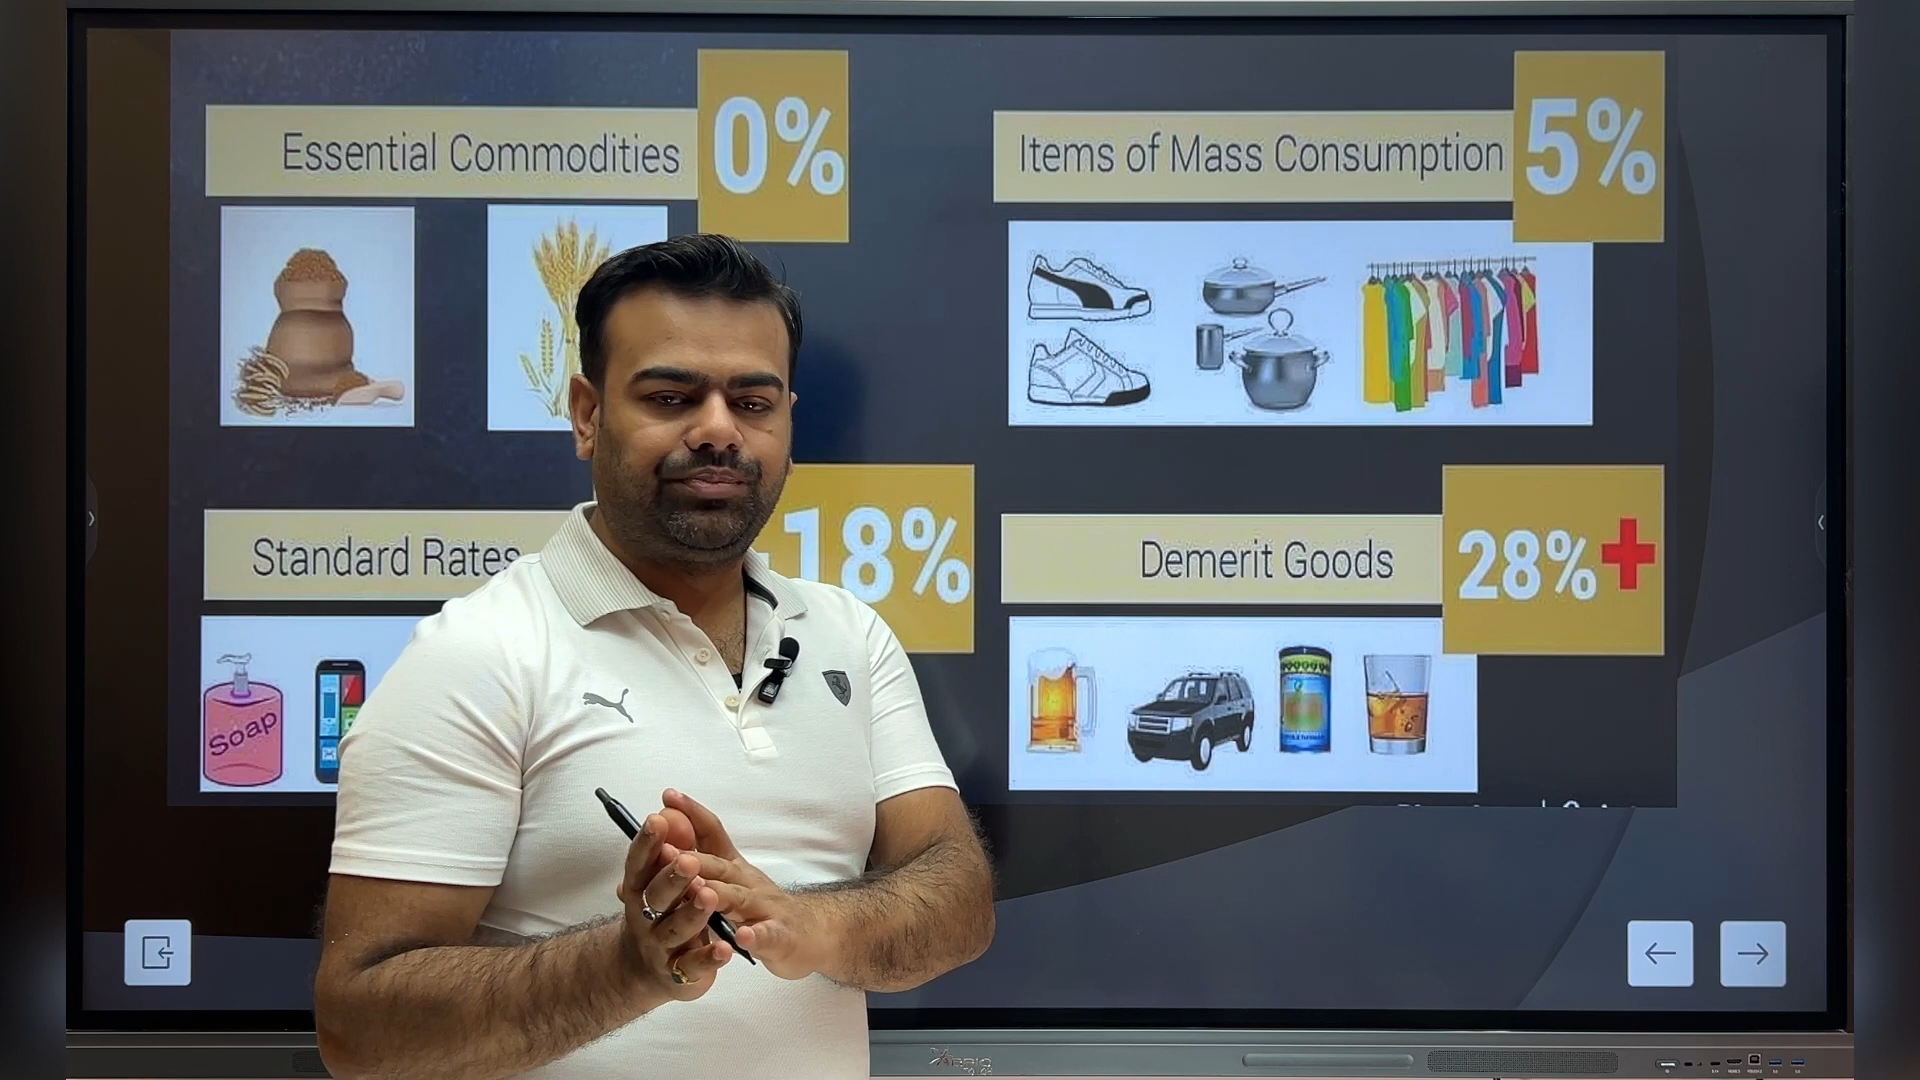 Essential Commodities
0%
Items of Mass Consumption
5%
Standard Rates
-18%
Demerit Goods
28%+
Soap